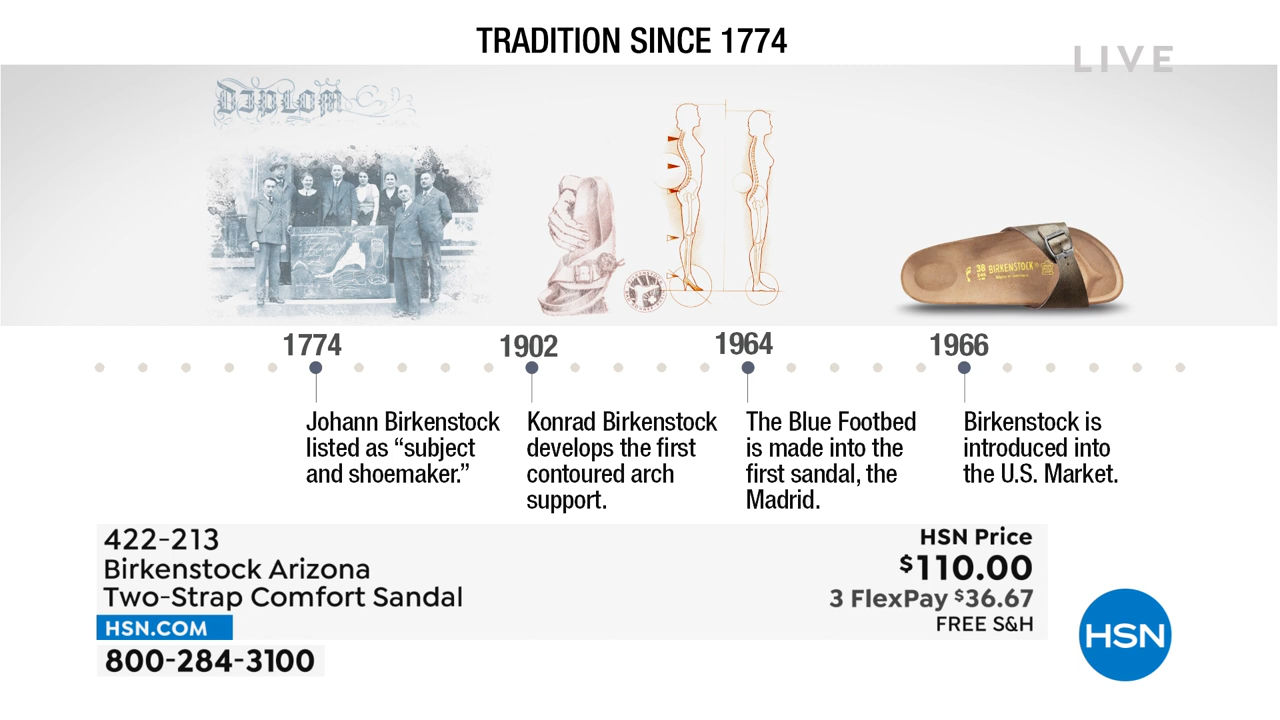 TRADITION SINCE 1774
LIVE
Diplom
38
BIRKENSTOCK
1774
1902
1964
1966
Johann Birkenstock
listed as “subject
and shoemaker.”
Konrad Birkenstock
develops the first
contoured arch
support.
The Blue Footbed
is made into the
first sandal, the
Madrid.
Birkenstock is
introduced into
the U.S. Market.
422-213
Birkenstock Arizona
Two-Strap Comfort Sandal
HSN.COM
800-284-3100
HSN Price
$110.00
3 FlexPay $36.67
FREE S&H
HSN